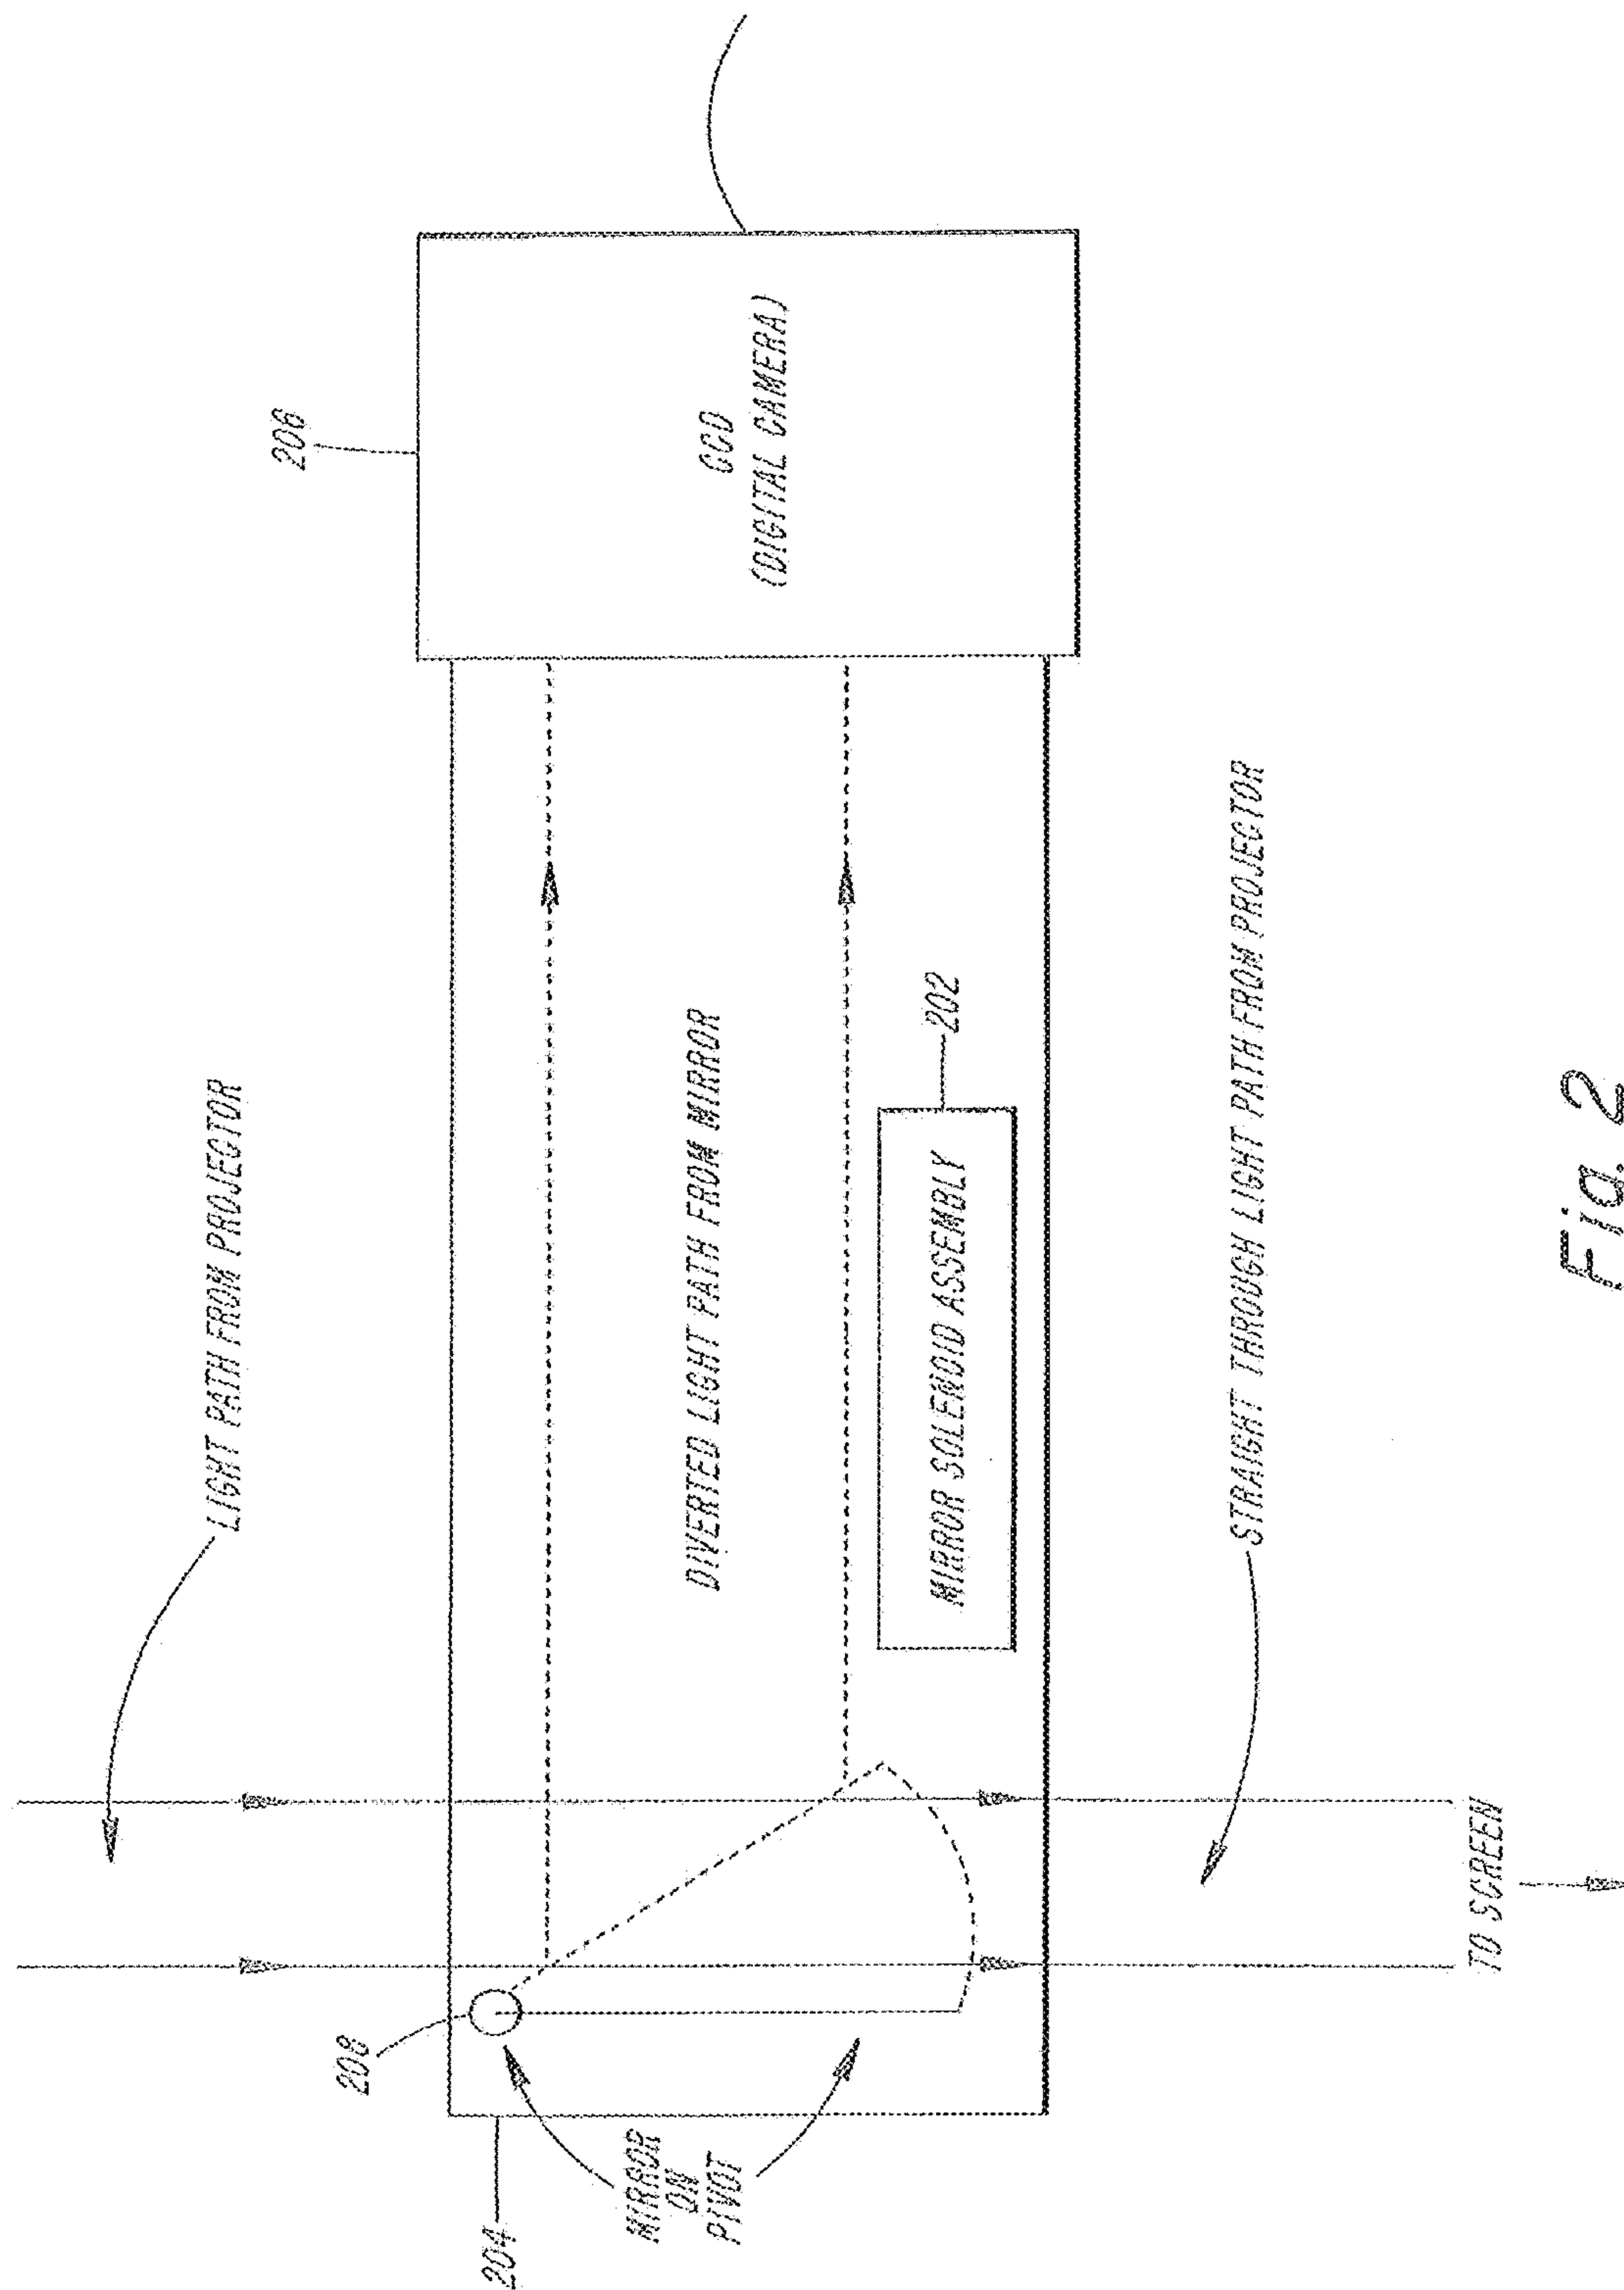 LIGHT PATH FROM PROJECTOR
206
CCD
(DIGITAL CAMERA)
208
204
MIRROR
ON
PIVOT
DIVERTED LIGHT PATH FROM MIRROR
MIRROR SOLENOID ASSEMBLY
202
STRAIGHT THROUGH LIGHT PATH FROM PROJECTOR
TO SCREEN
Fig. 2